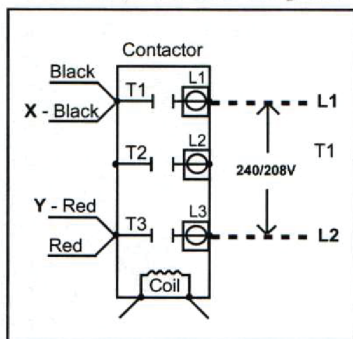 Contactor
Black
X - Black
T1
L1
L1
T2
L2
240/208V
T1
Y - Red
Red
T3
L3
L2
Coil